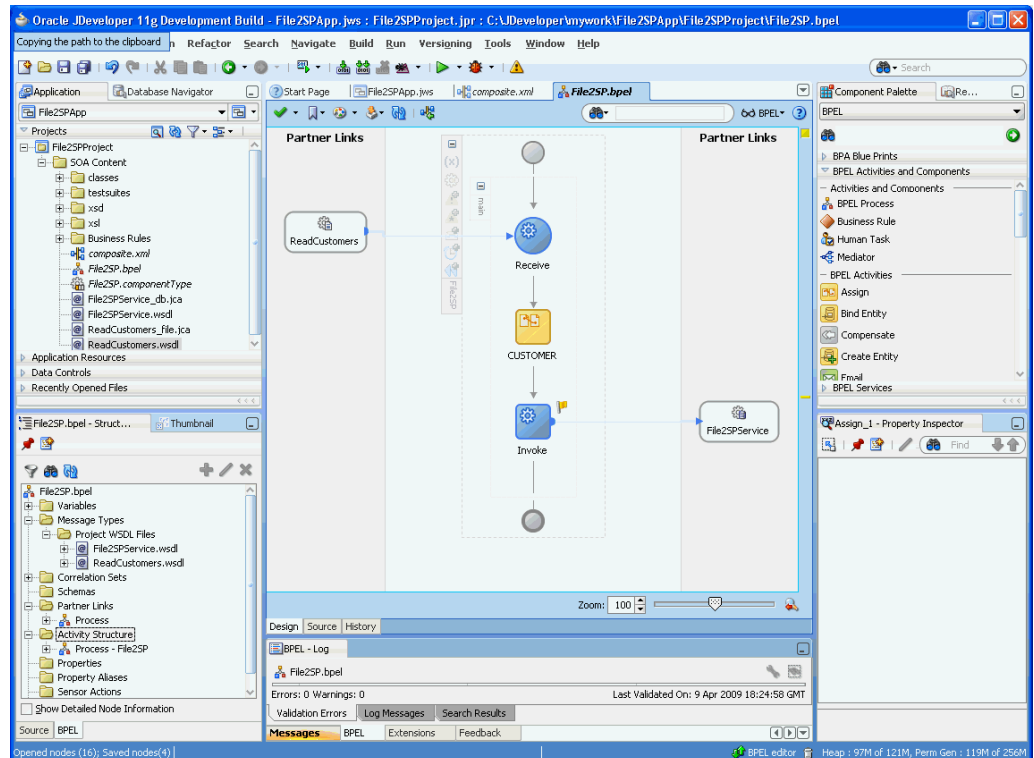 Oracle JDeveloper 11g Development Build - File2SPApp.jws : File2SPProject.jpr : C:\JDeveloper\mywork\File2SPApp\File2SPProject\File2SP.bpel
Copying the path to the clipboard n Refactor Search Navigate Build Run Versigning Tools Window Help
Search
Application Database Navigator
File2SPApp
Projects
File2SPProject
SOA Content
classes
testsuites
xsd
xsl
Business Rules
composite.xml
File2SP.bpel
File2SP.componentType
File2SPService_db.jca
File2SPService.wsdl
ReadCustomers_file.jca
ReadCustomers.wsdl
Application Resources
Data Controls
Recently Opened Files
File2SP.bpel - Struct... Thumbnail
File2SP.bpel
Variables
Message Types
Project WSDL Files
File2SPService.wsdl
ReadCustomers.wsdl
Correlation Sets
Schemas
Partner Links
Process
Activity Structure
Process - File2SP
Properties
Property Aliases
Sensor Actions
Show Detailed Node Information
Source BPEL
Start Page File2SPApp.jws composite.xml File2SP.bpel
BPEL
Partner Links
Partner Links
(x)
main
ReadCustomers
Receive
File2SP
CUSTOMER
File2SPService
Invoke
Zoom: 100
Design Source History
BPEL - Log
File2SP.bpel
Errors: 0 Warnings: 0 Last Validated On: 9 Apr 2009 18:24:58 GMT
Validation Errors Log Messages Search Results
Messages BPEL Extensions Feedback
Component Palette Re...
BPEL
BPA Blue Prints
BPEL Activities and Components
Activities and Components
BPEL Process
Business Rule
Human Task
Mediator
BPEL Activities
Assign
Bind Entity
Compensate
Create Entity
Email
BPEL Services
Assign_1 - Property Inspector
Find
Opened nodes (16); Saved nodes(4) BPEL editor Heap : 97M of 121M, Perm Gen : 119M of 256M